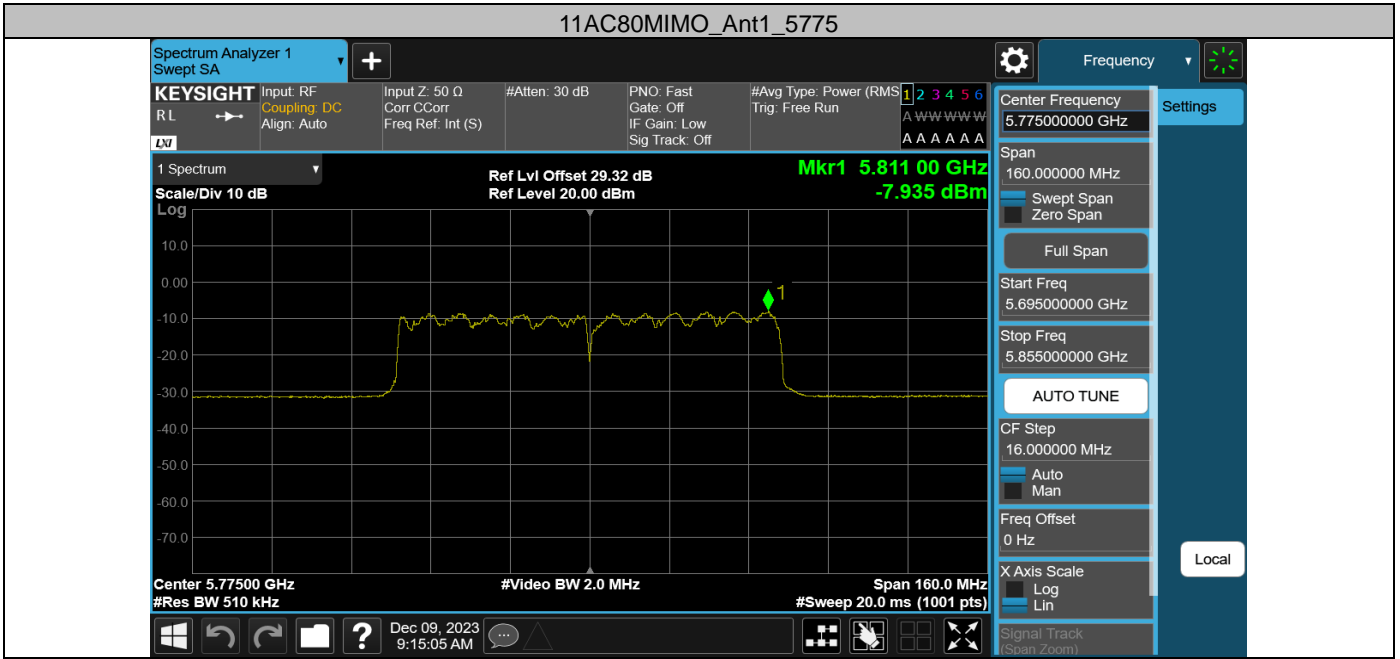 11AC80MIMO_Ant1_5775
Spectrum Analyzer 1
Swept SA
▼
+
Frequency
▼
KEYSIGHT
RL
LXI
Input: RF
Coupling: DC
Align: Auto
Input Z: 50 Ω
Corr CCorr
Freq Ref: Int (S)
#Atten: 30 dB
PNO: Fast
Gate: Off
IF Gain: Low
Sig Track: Off
#Avg Type: Power (RMS
Trig: Free Run
1 2 3 4 5 6
A W W W W W
A A A A A A
1 Spectrum ▼
Scale/Div 10 dB
Log
Ref Lvl Offset 29.32 dB
Ref Level 20.00 dBm
Mkr1 5.811 00 GHz
-7.935 dBm
10.0
0.00
-10.0
-20.0
-30.0
-40.0
-50.0
-60.0
-70.0
1
Center 5.77500 GHz
#Res BW 510 kHz
#Video BW 2.0 MHz
Span 160.0 MHz
#Sweep 20.0 ms (1001 pts)
?
Dec 09, 2023
9:15:05 AM
Center Frequency
5.775000000 GHz
Span
160.000000 MHz
Swept Span
Zero Span
Full Span
Start Freq
5.695000000 GHz
Stop Freq
5.855000000 GHz
AUTO TUNE
CF Step
16.000000 MHz
Auto
Man
Freq Offset
0 Hz
X Axis Scale
Log
Lin
Signal Track
(Span Zoom)
Settings
Local